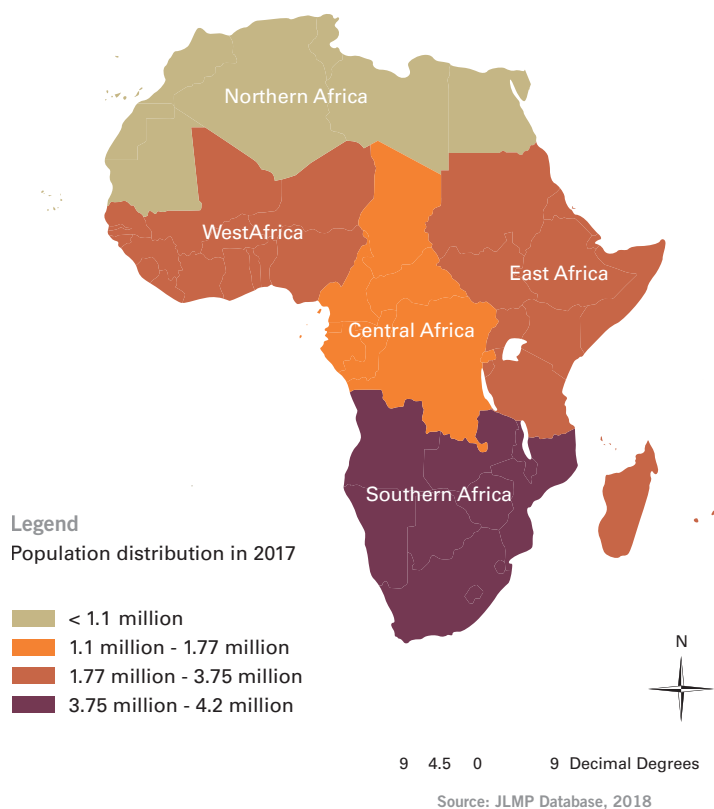 Northern Africa
WestAfrica
East Africa
Central Africa
Southern Africa
Legend
Population distribution in 2017
< 1.1 million
1.1 million - 1.77 million
1.77 million - 3.75 million
3.75 million - 4.2 million
N
9 4.5 0 9 Decimal Degrees
Source: JLMP Database, 2018